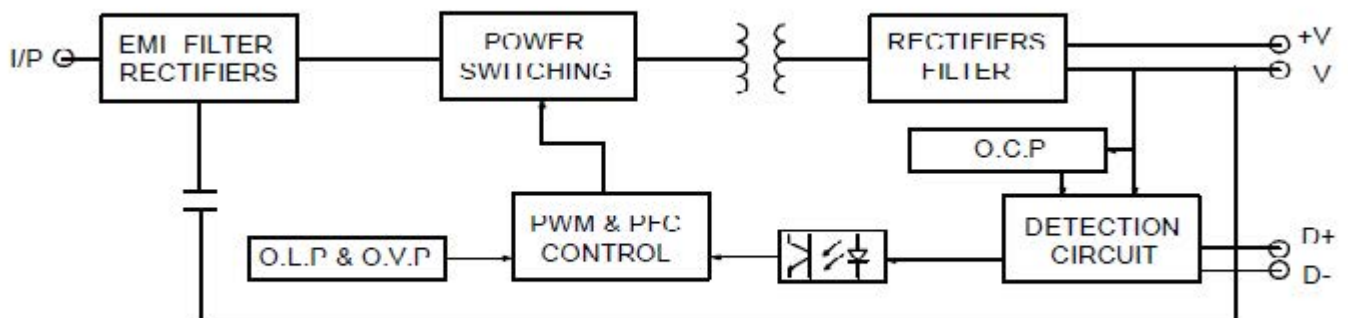 I/P
EMI FILTER
RECTIFIERS
POWER
SWITCHING
RECTIFIERS
FILTER
+V
V
O.C.P
O.L.P & O.V.P
PWM & PFC
CONTROL
DETECTION
CIRCUIT
D+
D-